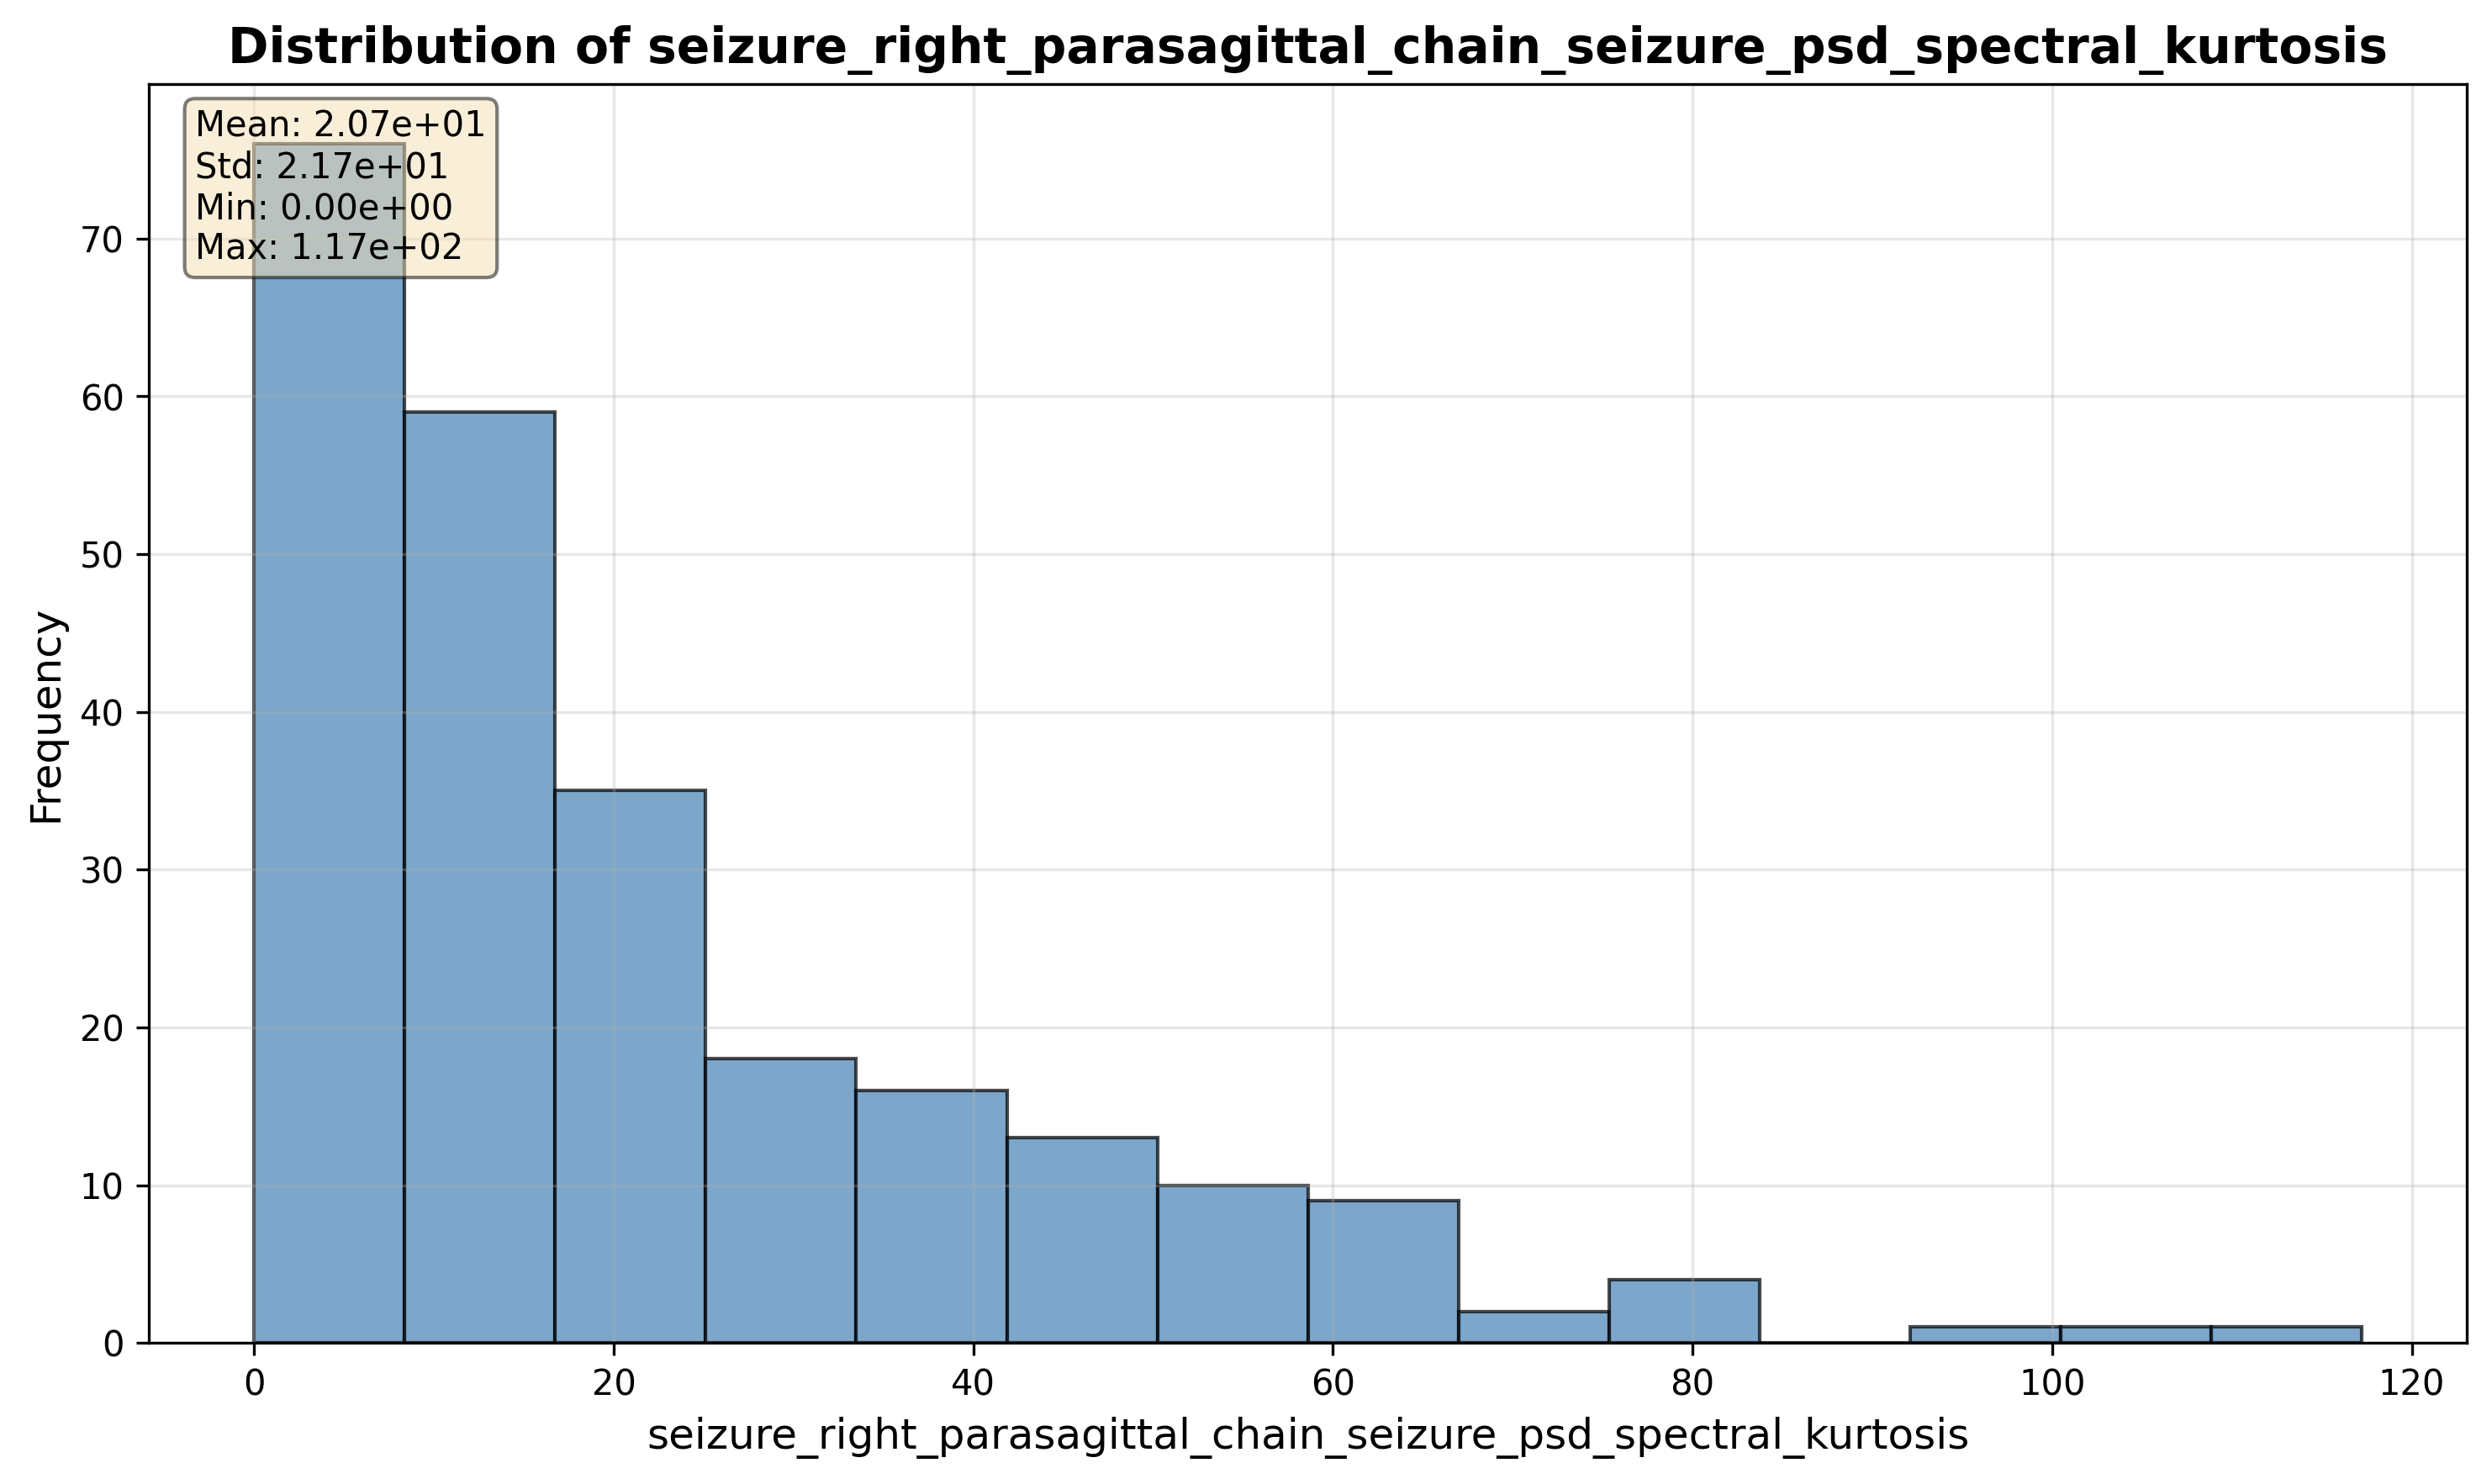 Distribution of seizure_right_parasagittal_chain_seizure_psd_spectral_kurtosis
Mean: 2.07e+01
Std: 2.17e+01
Min: 0.00e+00
Max: 1.17e+02
70
60
50
40
30
20
10
0
Frequency
0 20 40 60 80 100 120
seizure_right_parasagittal_chain_seizure_psd_spectral_kurtosis